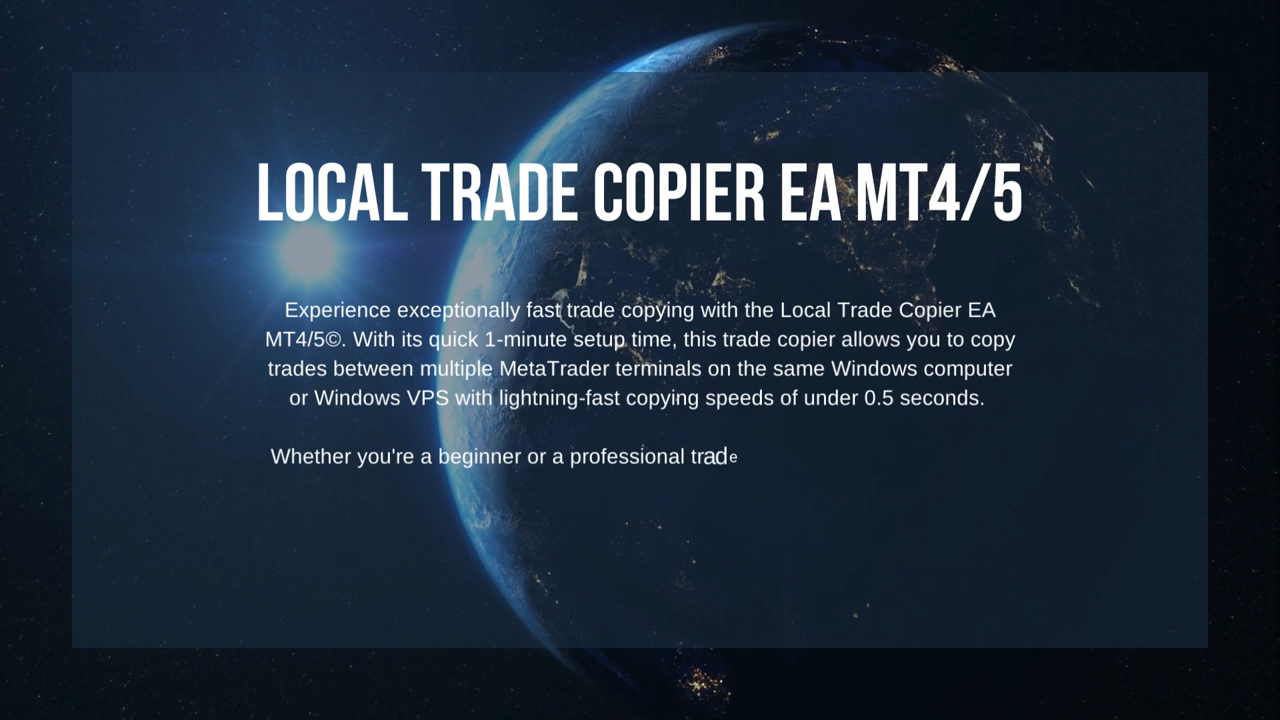 LOCAL TRADE COPIER EA MT4/5
Experience exceptionally fast trade copying with the Local Trade Copier EA
MT4/5©. With its quick 1-minute setup time, this trade copier allows you to copy
trades between multiple MetaTrader terminals on the same Windows computer
or Windows VPS with lightning-fast copying speeds of under 0.5 seconds.
Whether you're a beginner or a professional trade